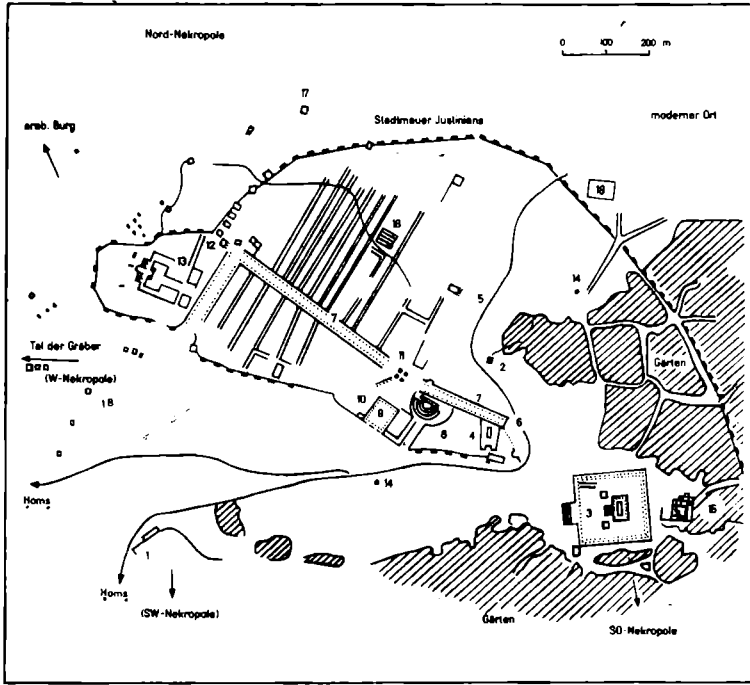 Nord-Nekropole
0 100 200 m
17
arab. Burg
Stadtmauer Justinians
moderner Ort
19
18
12
13
14
5
7
Tal der Gräber
(W-Nekropole)
11
2
Gärten
18
10
9
7
6
8
4
Homs
14
3
15
1
Homs
(SW-Nekropole)
Gärten
SO-Nekropole